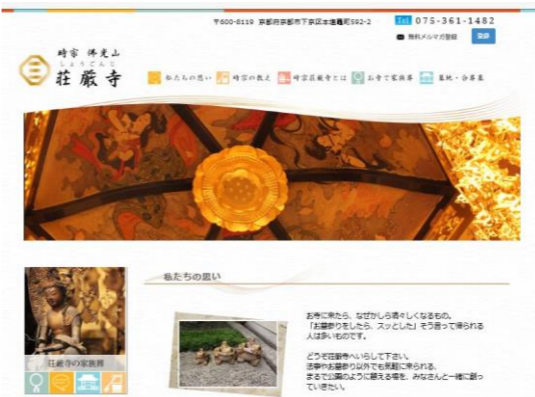 〒600-8119 京都府京都市下京区本塩竈町592-2
Tel 075-361-1482
無料メルマガ登録
登録
時宗 佛光山
しょうごんじ
荘厳寺
私たちの思い
時宗の教え
時宗荘厳寺とは
お寺で家族葬
墓地・合葬墓
私たちの思い
荘厳寺の家族葬
お寺に来たら、なぜかしら清々しくなるもの。
「お墓参りをしたら、スッとした」そう言って帰られる
人は多いものです。
どうぞ荘厳寺へいらして下さい。
法事やお墓参り以外でも気軽に来られる、
まるで公園のように憩える場を、みなさんと一緒に創っ
ていきたい。